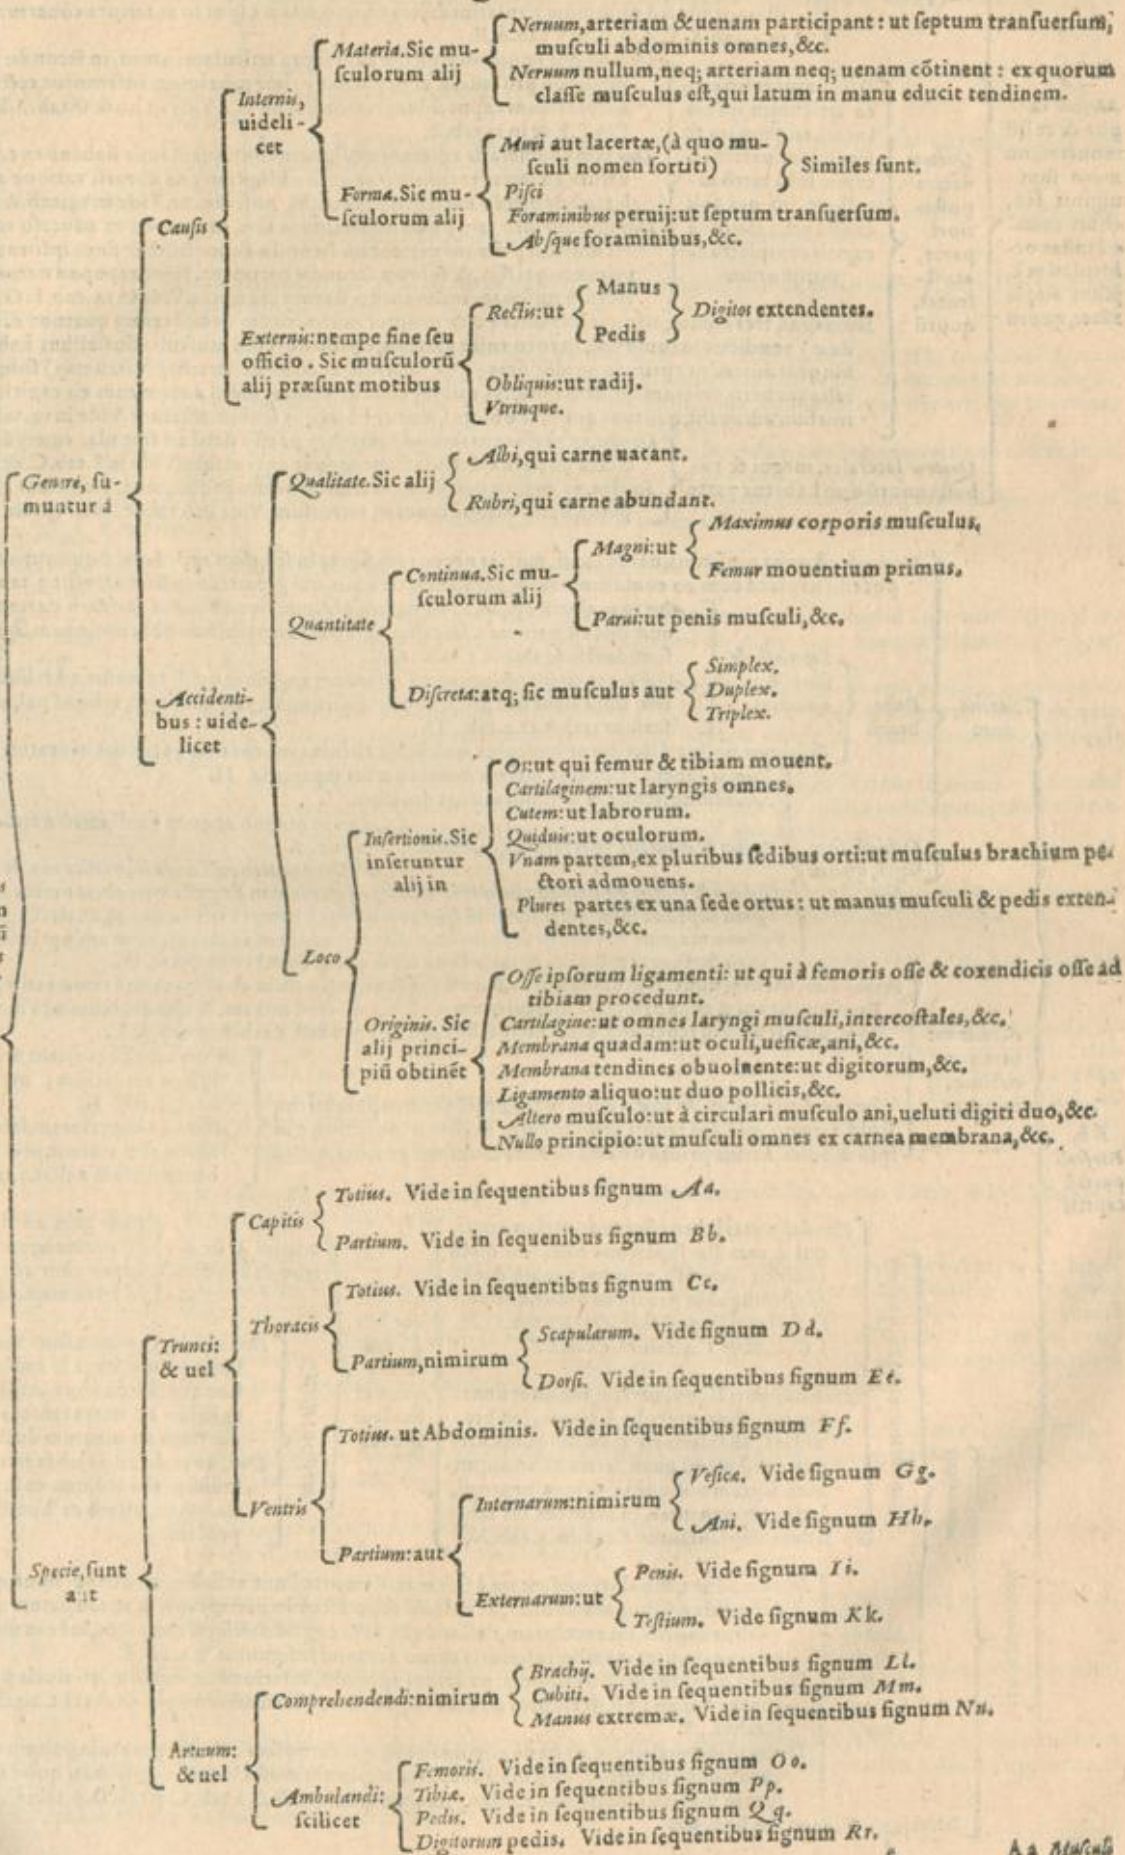 Neruum, arteriam & uenam participant: ut ſeptum tranſuerſum,
muſculi abdominis omnes, &c.
Materia. Sic mu-
ſculorum alij
Neruum nullum, neq; arteriam neq; uenam cõtinent: ex quorum
claſſe muſculus eſt, qui latum in manu educit tendinem.
Internis,
uideli-
cet
Muri aut lacertæ, (à quo mu-
ſculi nomen ſortiti)
Similes ſunt.
Piſci
Forma. Sic mu-
ſculorum alij
Foraminibus peruij: ut ſeptum tranſuerſum.
Abſque foraminibus, &c.
Cauſis
Externis: nempe fine ſeu
officio. Sic muſculorũ
alij præſunt motibus
Rectis: ut
Manus
Pedis
Digitos extendentes.
Obliquis: ut radij.
Vtrinque.
Genere, ſu-
muntur à
Qualitate. Sic alij
Albi, qui carne uacant.
Rubri, qui carne abundant.
Quantitate
Continua. Sic mu-
ſculorum alij
Magni: ut
Maximus corporis muſculus,
Femur mouentium primus.
Parui: ut penis muſculi, &c.
Diſcreta: atq; ſic muſculus aut
Simplex.
Duplex.
Triplex.
Accidenti-
bus: uide-
licet
Loco
Inſertionis. Sic
inſeruntur
alij in
Os: ut qui femur & tibiam mouent.
Cartilaginem: ut laryngis omnes.
Cutem: ut labrorum.
Quiduis: ut oculorum.
Vnam partem, ex pluribus ſedibus orti: ut muſculus brachium pe-
ctori admouens.
Plures partes ex una ſede ortus: ut manus muſculi & pedis exten-
dentes, &c.
Originis. Sic
alij princi-
piũ obtinẽt
Oſſe ipſorum ligamenti: ut qui à femoris oſſe & coxendicis oſſe ad
tibiam procedunt.
Cartilagine: ut omnes laryngi muſculi, intercoſtales, &c.
Membrana quadam: ut oculi, ueſicæ, ani, &c.
Membrana tendines obuoluente: ut digitorum, &c.
Ligamento aliquo: ut duo pollicis, &c.
Altero muſculo: ut à circulari muſculo ani, ueluti digiti duo, &c.
Nullo principio: ut muſculi omnes ex carnea membrana, &c.
Specie, ſunt
aut
Trunci:
& uel
Capitis
Totius. Vide in ſequentibus ſignum Aa.
Partium. Vide in ſequenibus ſignum Bb.
Thoracis
Totius. Vide in ſequentibus ſignum Cc.
Partium, nimirum
Scapularum. Vide ſignum Dd.
Dorſi. Vide in ſequentibus ſignum Ee.
Ventris
Totius. ut Abdominis. Vide in ſequentibus ſignum Ff.
Partium: aut
Internarum: nimirum
Veſicæ. Vide ſignum Gg.
Ani. Vide ſignum Hh.
Externarum: ut
Penis. Vide ſignum Ii.
Teſtium. Vide ſignum Kk.
Artuum:
& uel
Comprehendendi: nimirum
Brachij. Vide in ſequentibus ſignum Ll.
Cubiti. Vide in ſequentibus ſignum Mm.
Manus extremæ. Vide in ſequentibus ſignum Nn.
Ambulandi:
ſcilicet
Femoris. Vide in ſequentibus ſignum Oo.
Tibiæ. Vide in ſequentibus ſignum Pp.
Pedis. Vide in ſequentibus ſignum Qq.
Digitorum pedis. Vide in ſequentibus ſignum Rr.
Aa Muſculi